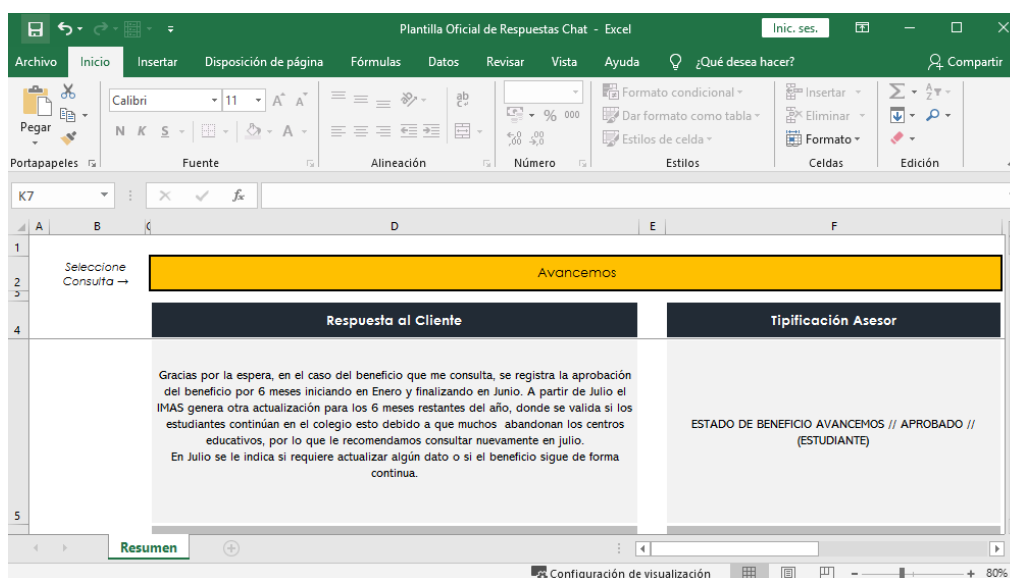 Plantilla Oficial de Respuestas Chat - Excel
Inic. ses.
Archivo Inicio Insertar Disposición de página Fórmulas Datos Revisar Vista Ayuda ¿Qué desea hacer? Compartir
Pegar
Calibri 11 A A
N K S A
ab
% 000
Formato condicional
Dar formato como tabla
Estilos de celda
Insertar
Eliminar
Formato
Portapapeles Fuente Alineación Número Estilos Celdas Edición
K7 fx
A B C D E F
1
Seleccione
Consulta →
Avancemos
2
3
4 Respuesta al Cliente Tipificación Asesor
Gracias por la espera, en el caso del beneficio que me consulta, se registra la aprobación
del beneficio por 6 meses iniciando en Enero y finalizando en Junio. A partir de Julio el
IMAS genera otra actualización para los 6 meses restantes del año, donde se valida si los
estudiantes continúan en el colegio esto debido a que muchos abandonan los centros
educativos, por lo que le recomendamos consultar nuevamente en julio.
En Julio se le indica si requiere actualizar algún dato o si el beneficio sigue de forma
continua.
ESTADO DE BENEFICIO AVANCEMOS // APROBADO //
(ESTUDIANTE)
5
Resumen
Configuración de visualización 80%